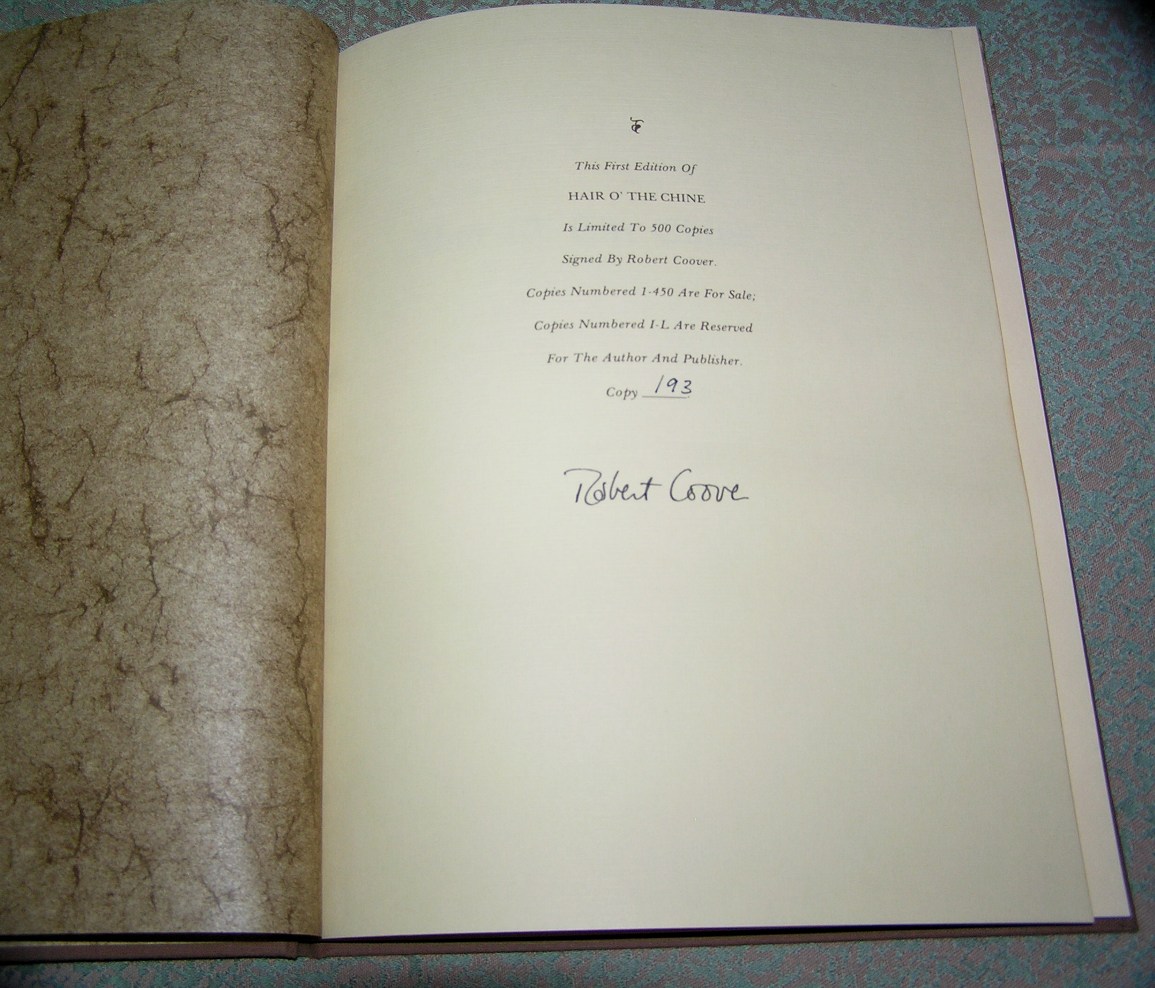 This First Edition Of
HAIR O' THE CHINE
Is Limited To 500 Copies
Signed By Robert Coover.
Copies Numbered 1-450 Are For Sale;
Copies Numbered I-L Are Reserved
For The Author And Publisher.
Copy 193
Robert Coover